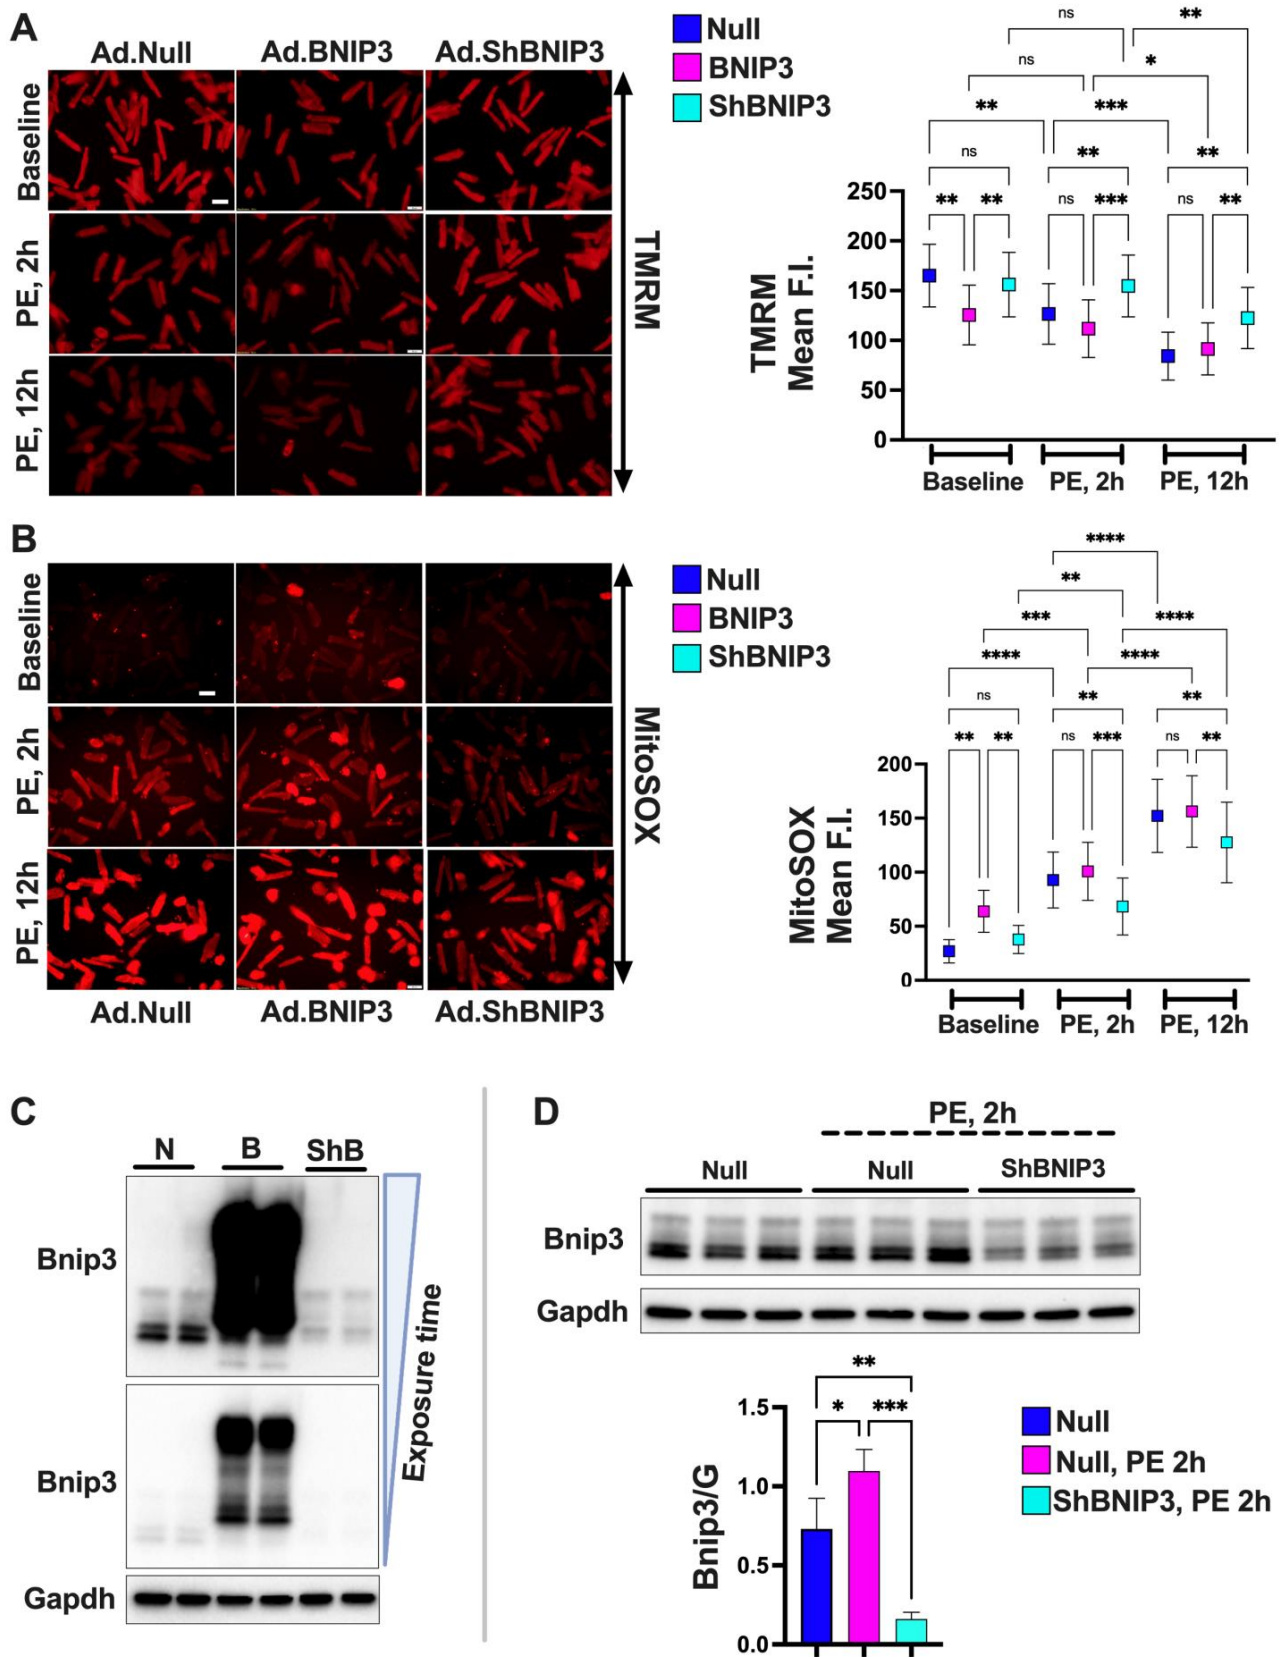 A
Ad.Null Ad.BNIP3 Ad.ShBNIP3
Baseline
PE, 2h
PE, 12h
TMRM
Null
BNIP3
ShBNIP3
ns **
ns *
** ***
ns ** **
** ** ns *** ns **
TMRM
Mean F.I.
250
200
150
100
50
0
Baseline PE, 2h PE, 12h
B
Baseline
PE, 2h
PE, 12h
MitoSOX
Ad.Null Ad.BNIP3 Ad.ShBNIP3
Null
BNIP3
ShBNIP3
****
**
*** ****
**** ****
ns ** **
** ** ns *** ns **
MitoSOX
Mean F.I.
200
150
100
50
0
Baseline PE, 2h PE, 12h
C
N B ShB
Bnip3
Bnip3
Gapdh
Exposure time
D
PE, 2h
Null Null ShBNIP3
Bnip3
Gapdh
**
* ***
Bnip3/G
1.5
1.0
0.5
0.0
Null
Null, PE 2h
ShBNIP3, PE 2h